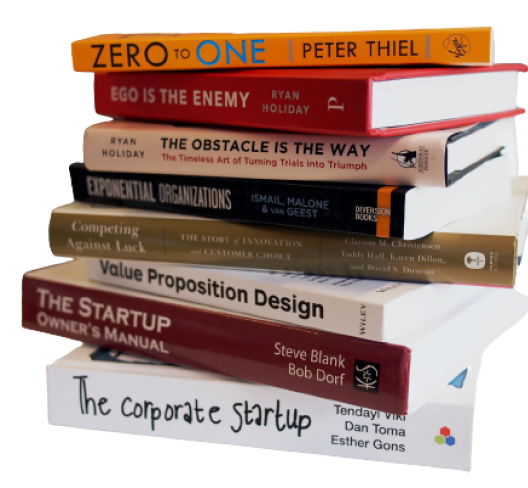 ZERO TO ONE | PETER THIEL |
EGO IS THE ENEMY
RYAN
HOLIDAY
P
RYAN
HOLIDAY
THE OBSTACLE IS THE WAY
The Timeless Art of Turning Trials into Triumph
EXPONENTIAL ORGANIZATIONS
ISMAIL, MALONE
& VAN GEEST
DIVERSION
BOOKS
Competing
Against Luck
THE STORY of INNOVATION
and CUSTOMER CHOICE
Clayton M. Christensen
Taddy Hall, Karen Dillon,
and David S. Duncan
Value Proposition Design
WILEY
THE STARTUP
OWNER'S MANUAL
Steve Blank
Bob Dorf
K&S
The corporate startup
Tendayi Viki
Dan Toma
Esther Gons